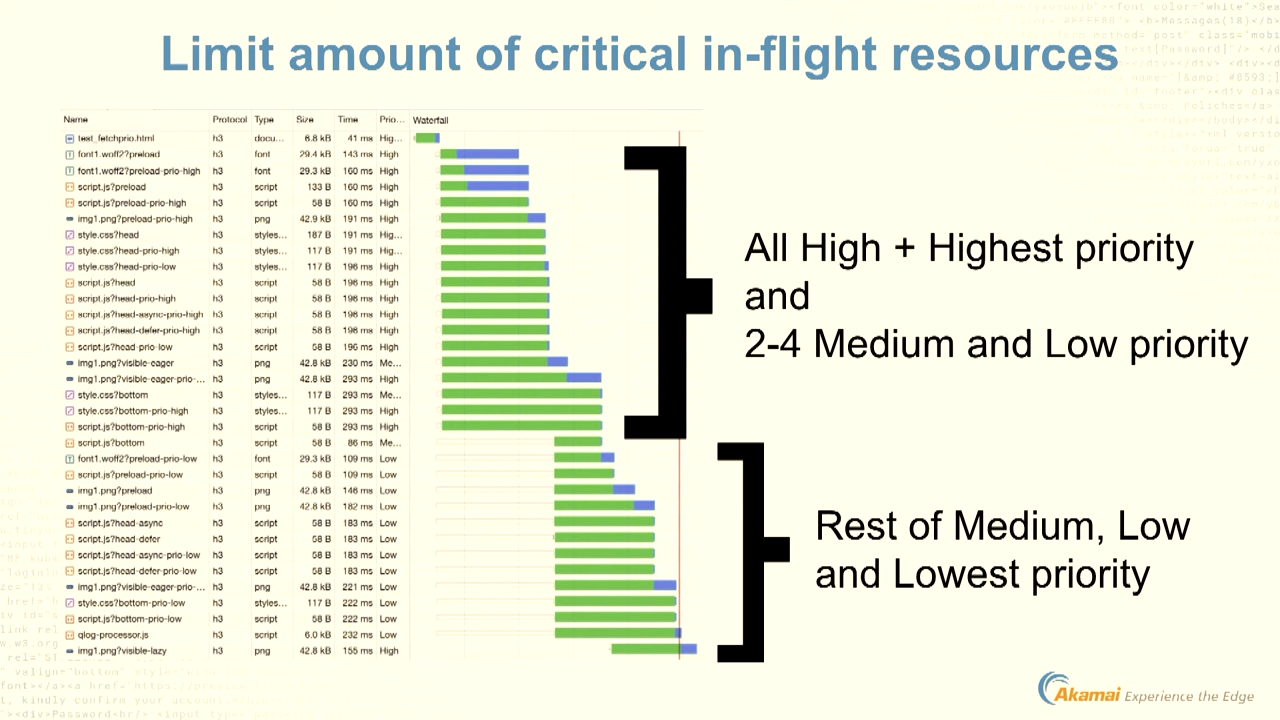 Limit amount of critical in-flight resources
Name Protocol Type Size Time Prio... Waterfall
test_fetchprio.html h3 docu... 6.8 kB 41 ms Hig...
font1.woff2?preload h3 font 29.4 kB 143 ms High
font1.woff2?preload-prio-high h3 font 29.3 kB 160 ms High
script.js?preload h3 script 133 B 160 ms High
script.js?preload-prio-high h3 script 58 B 160 ms High
img1.png?preload-prio-high h3 png 42.9 kB 191 ms High
style.css?head h3 styles... 187 B 191 ms Hig...
style.css?head-prio-high h3 styles... 117 B 191 ms Hig...
style.css?head-prio-low h3 styles... 117 B 196 ms High
script.js?head h3 script 58 B 196 ms High
script.js?head-prio-high h3 script 58 B 196 ms High
script.js?head-async-prio-high h3 script 58 B 196 ms High
script.js?head-defer-prio-high h3 script 58 B 196 ms High
script.js?head-prio-low h3 script 58 B 196 ms High
img1.png?visible-eager h3 png 42.8 kB 230 ms Me...
img1.png?visible-eager-prio-... h3 png 42.8 kB 293 ms High
style.css?bottom h3 styles... 117 B 293 ms Me...
style.css?bottom-prio-high h3 styles... 117 B 293 ms High
script.js?bottom-prio-high h3 script 58 B 293 ms High
script.js?bottom h3 script 58 B 86 ms Me...
font1.woff2?preload-prio-low h3 font 29.3 kB 109 ms Low
script.js?preload-prio-low h3 script 58 B 109 ms Low
img1.png?preload h3 png 42.8 kB 146 ms Low
img1.png?preload-prio-low h3 png 42.8 kB 182 ms Low
script.js?head-async h3 script 58 B 183 ms Low
script.js?head-defer h3 script 58 B 183 ms Low
script.js?head-async-prio-low h3 script 58 B 183 ms Low
script.js?head-defer-prio-low... h3 script 58 B 183 ms Low
img1.png?visible-eager-prio-... h3 png 42.8 kB 221 ms Low
style.css?bottom-prio-low h3 styles... 117 B 222 ms Low
script.js?bottom-prio-low h3 script 58 B 222 ms Low
qlog-processor.js h3 script 6.0 kB 232 ms Low
img1.png?visible-lazy h3 png 42.8 kB 155 ms High
All High + Highest priority
and
2-4 Medium and Low priority
Rest of Medium, Low
and Lowest priority
Akamai Experience the Edge